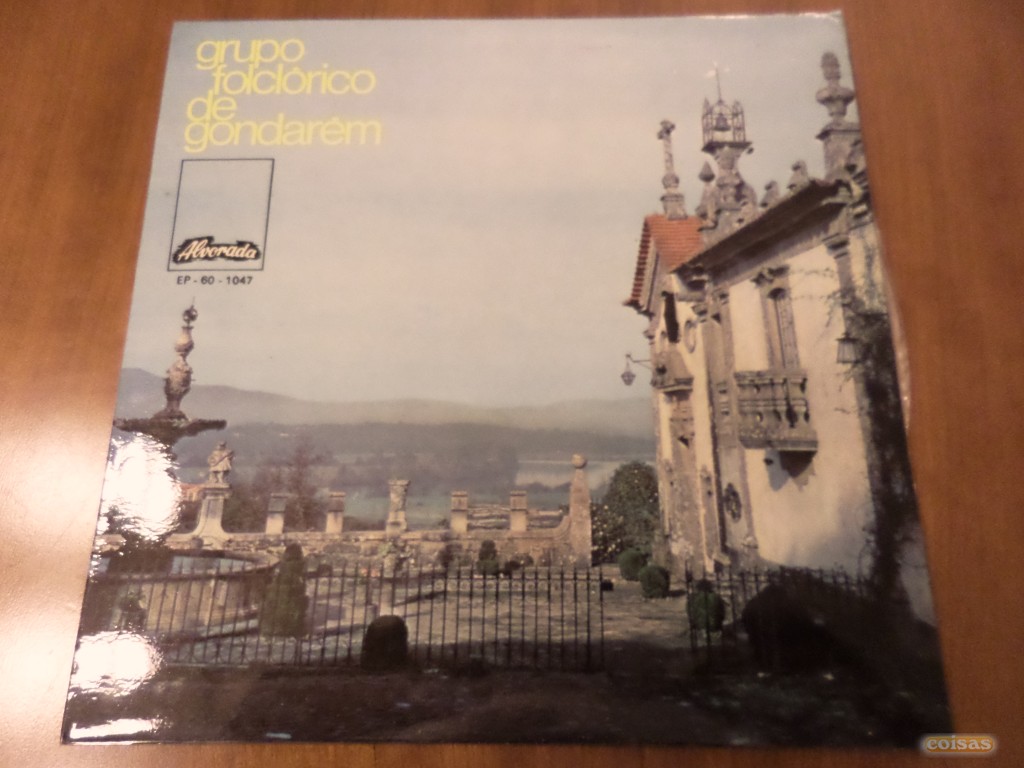 grupo
folclórico
de
gondarém
Alvorada
EP - 60 - 1047
coisas